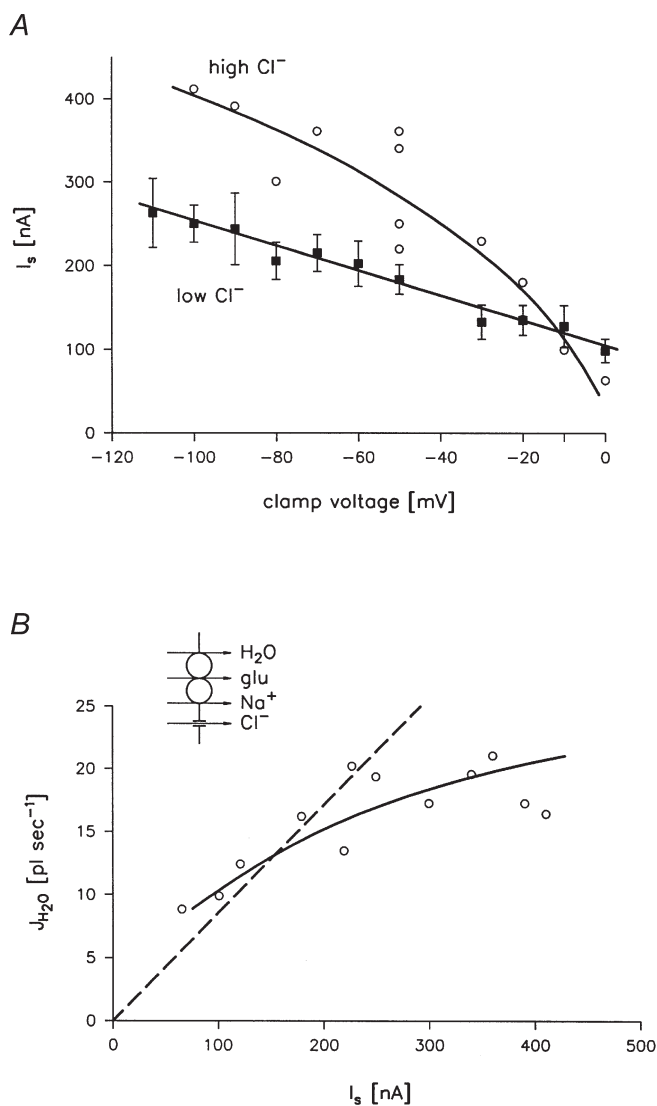 A
high Cl⁻
low Cl⁻
Iₛ [nA]
400
300
200
100
0
−120 −100 −80 −60 −40 −20 0
clamp voltage [mV]
B
H₂O
glu
Na⁺
Cl⁻
J_H₂O [pl sec⁻¹]
25
20
15
10
5
0
0 100 200 300 400 500
Iₛ [nA]